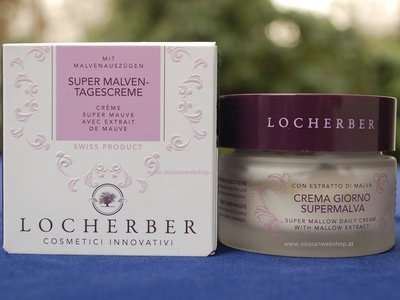 MIT
MALVENAUSZÜGEN
SUPER MALVEN-
TAGESCREME
CRÈME
SUPER MAUVE
AVEC EXTRAIT
DE MAUVE
SWISS PRODUCT
www.vivasanwebshop.at
LOCHERBER
COSMETICI INNOVATIVI
LOCHERBER
CON ESTRATTO DI MALVA
CREMA GIORNO
SUPERMALVA
SUPER MALLOW DAILY CREAM
WITH MALLOW EXTRACT
www.vivasanwebshop.at